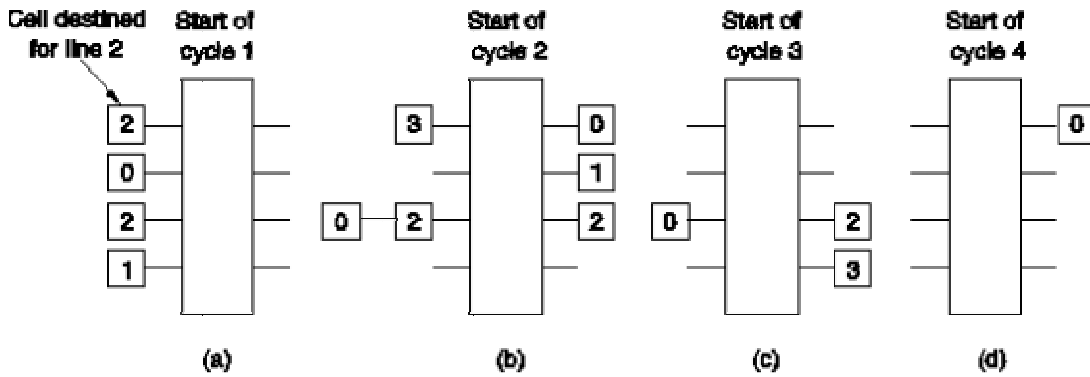 Cell destined
for line 2
Start of
cycle 1
Start of
cycle 2
Start of
cycle 3
Start of
cycle 4
2
3
0
0
0
1
2
0
2
2
0
2
1
3
(a)
(b)
(c)
(d)